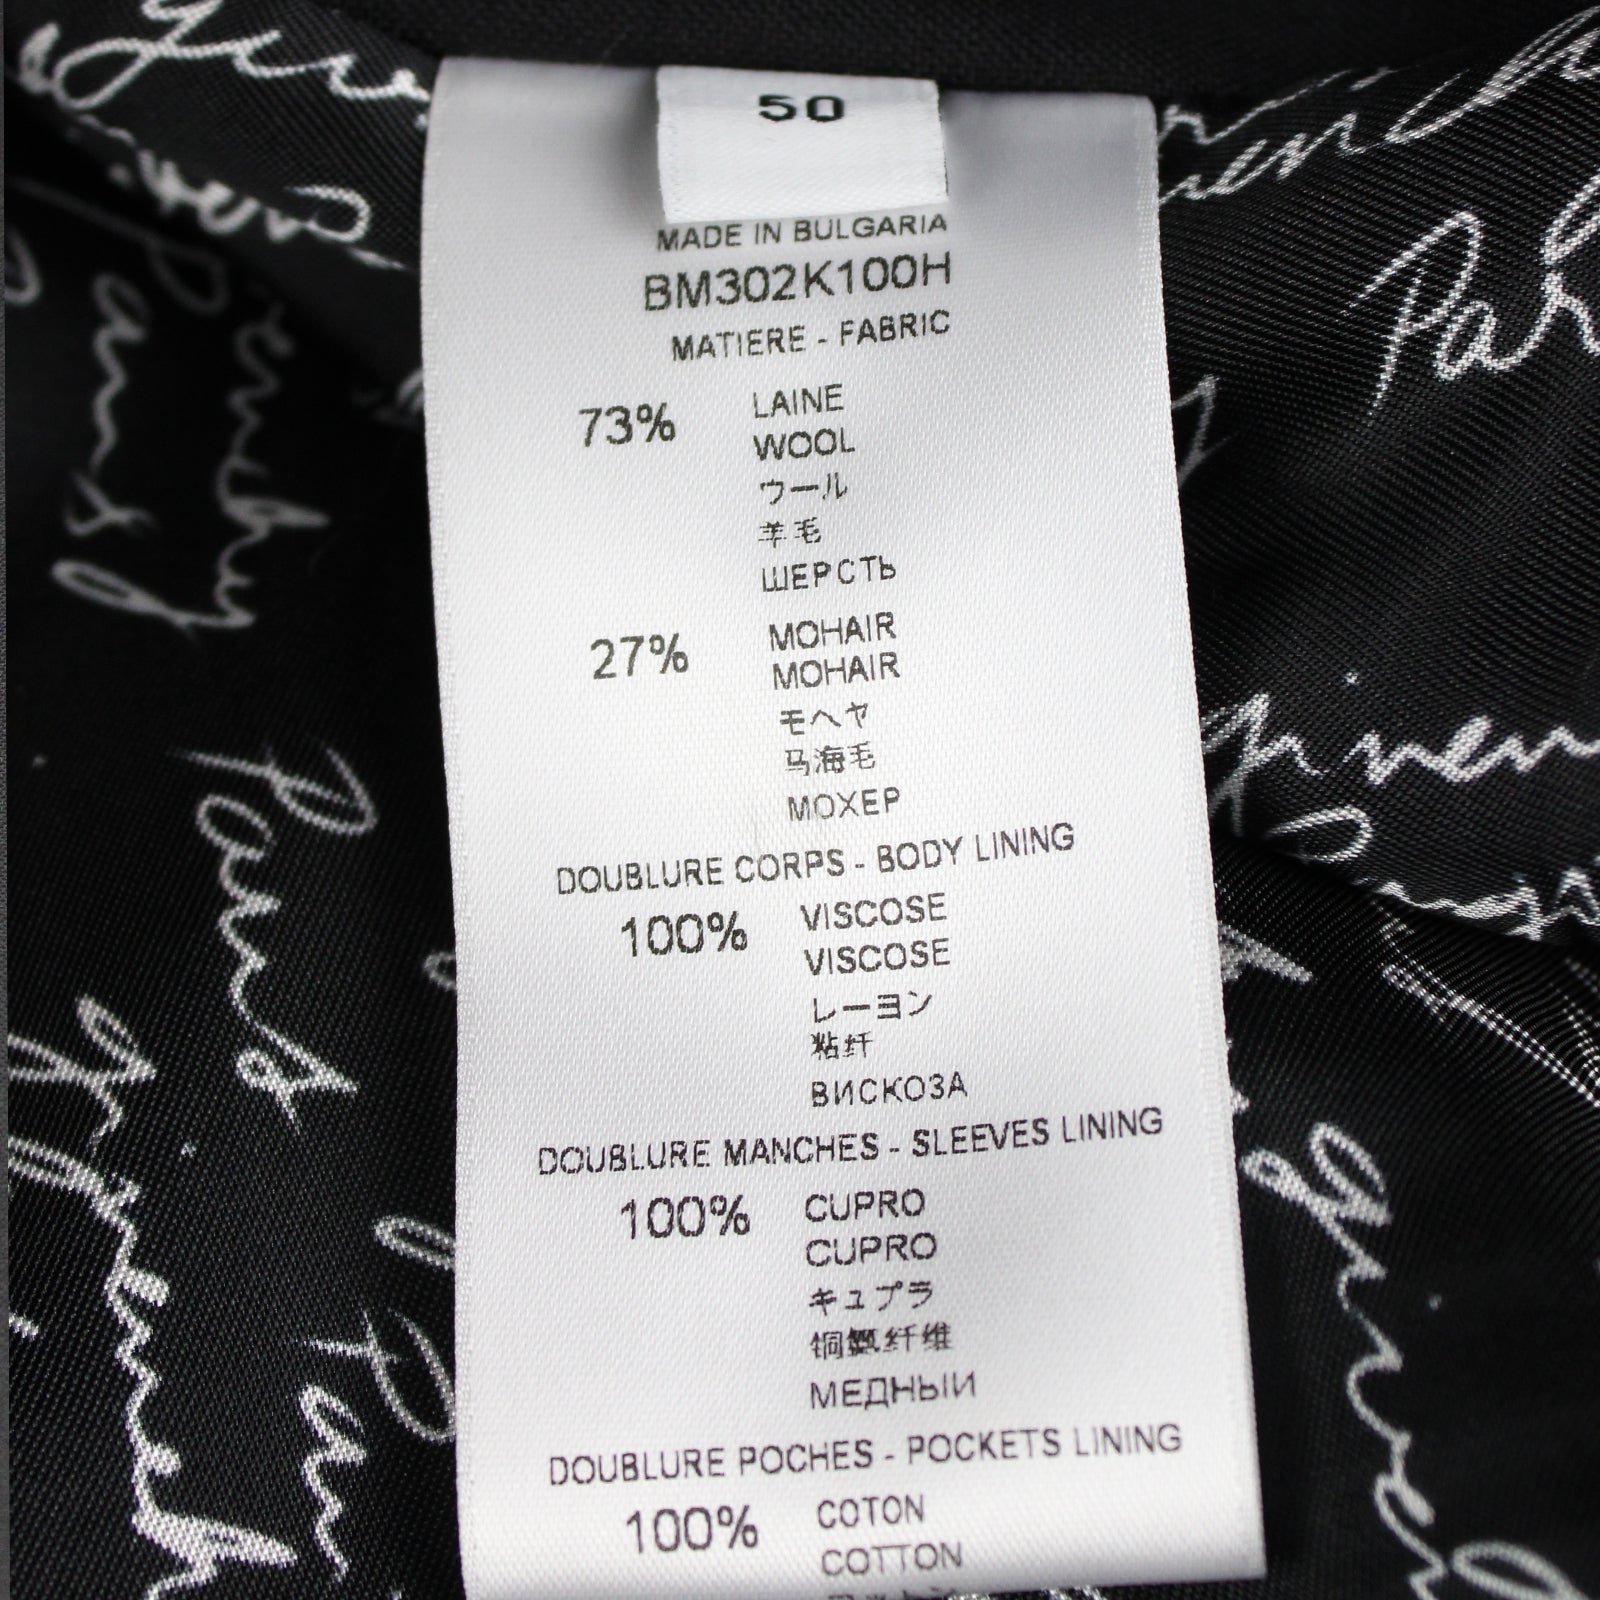 50
MADE IN BULGARIA
BM302K100H
MATIERE - FABRIC
73% LAINE
WOOL
ウール
羊毛
ШЕРСТЬ
27% MOHAIR
MOHAIR
モヘヤ
马海毛
МОХЕР
DOUBLURE CORPS - BODY LINING
100% VISCOSE
VISCOSE
レーヨン
粘纤
ВИСКОЗА
DOUBLURE MANCHES - SLEEVES LINING
100% CUPRO
CUPRO
キュプラ
铜氨纤维
МЕДНЫЙ
DOUBLURE POCHES - POCKETS LINING
100% COTON
COTTON
Paris
Givenchy